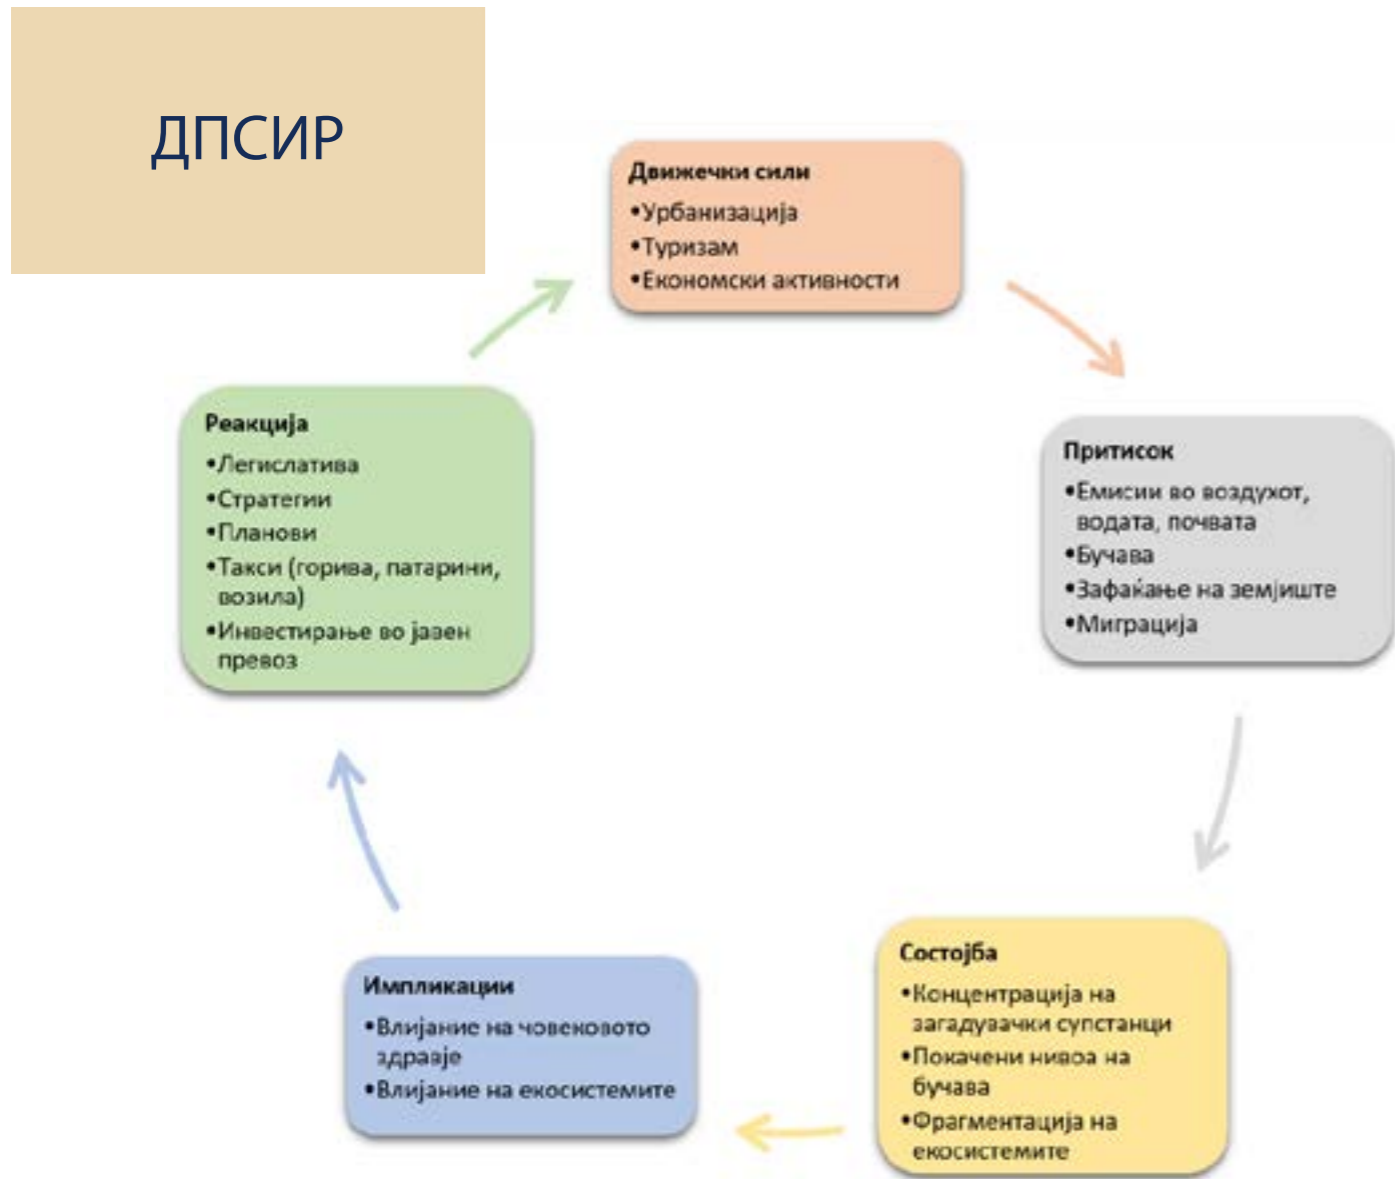 ДПСИР
Движечки сили
•Урбанизација
•Туризам
•Економски активности
Притисок
•Емисии во воздухот,
водата, почвата
•Бучава
•Зафаќање на земјиште
•Миграција
Состојба
•Концентрација на
загадувачки супстанци
•Покачени нивоа на
бучава
•Фрагментација на
екосистемите
Импликации
•Влијание на човековото
здравје
•Влијание на екосистемите
Реакција
•Легислатива
•Стратегии
•Планови
•Такси (горива, патарини,
возила)
•Инвестирање во јавен
превоз